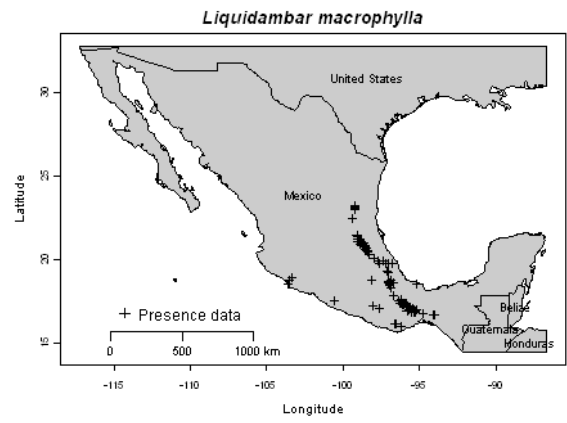 Liquidambar macrophylla
United States
Mexico
Belize
Guatemala
Honduras
+ Presence data
0 500 1000 km
30
25
20
15
Latitude
-115 -110 -105 -100 -95 -90
Longitude